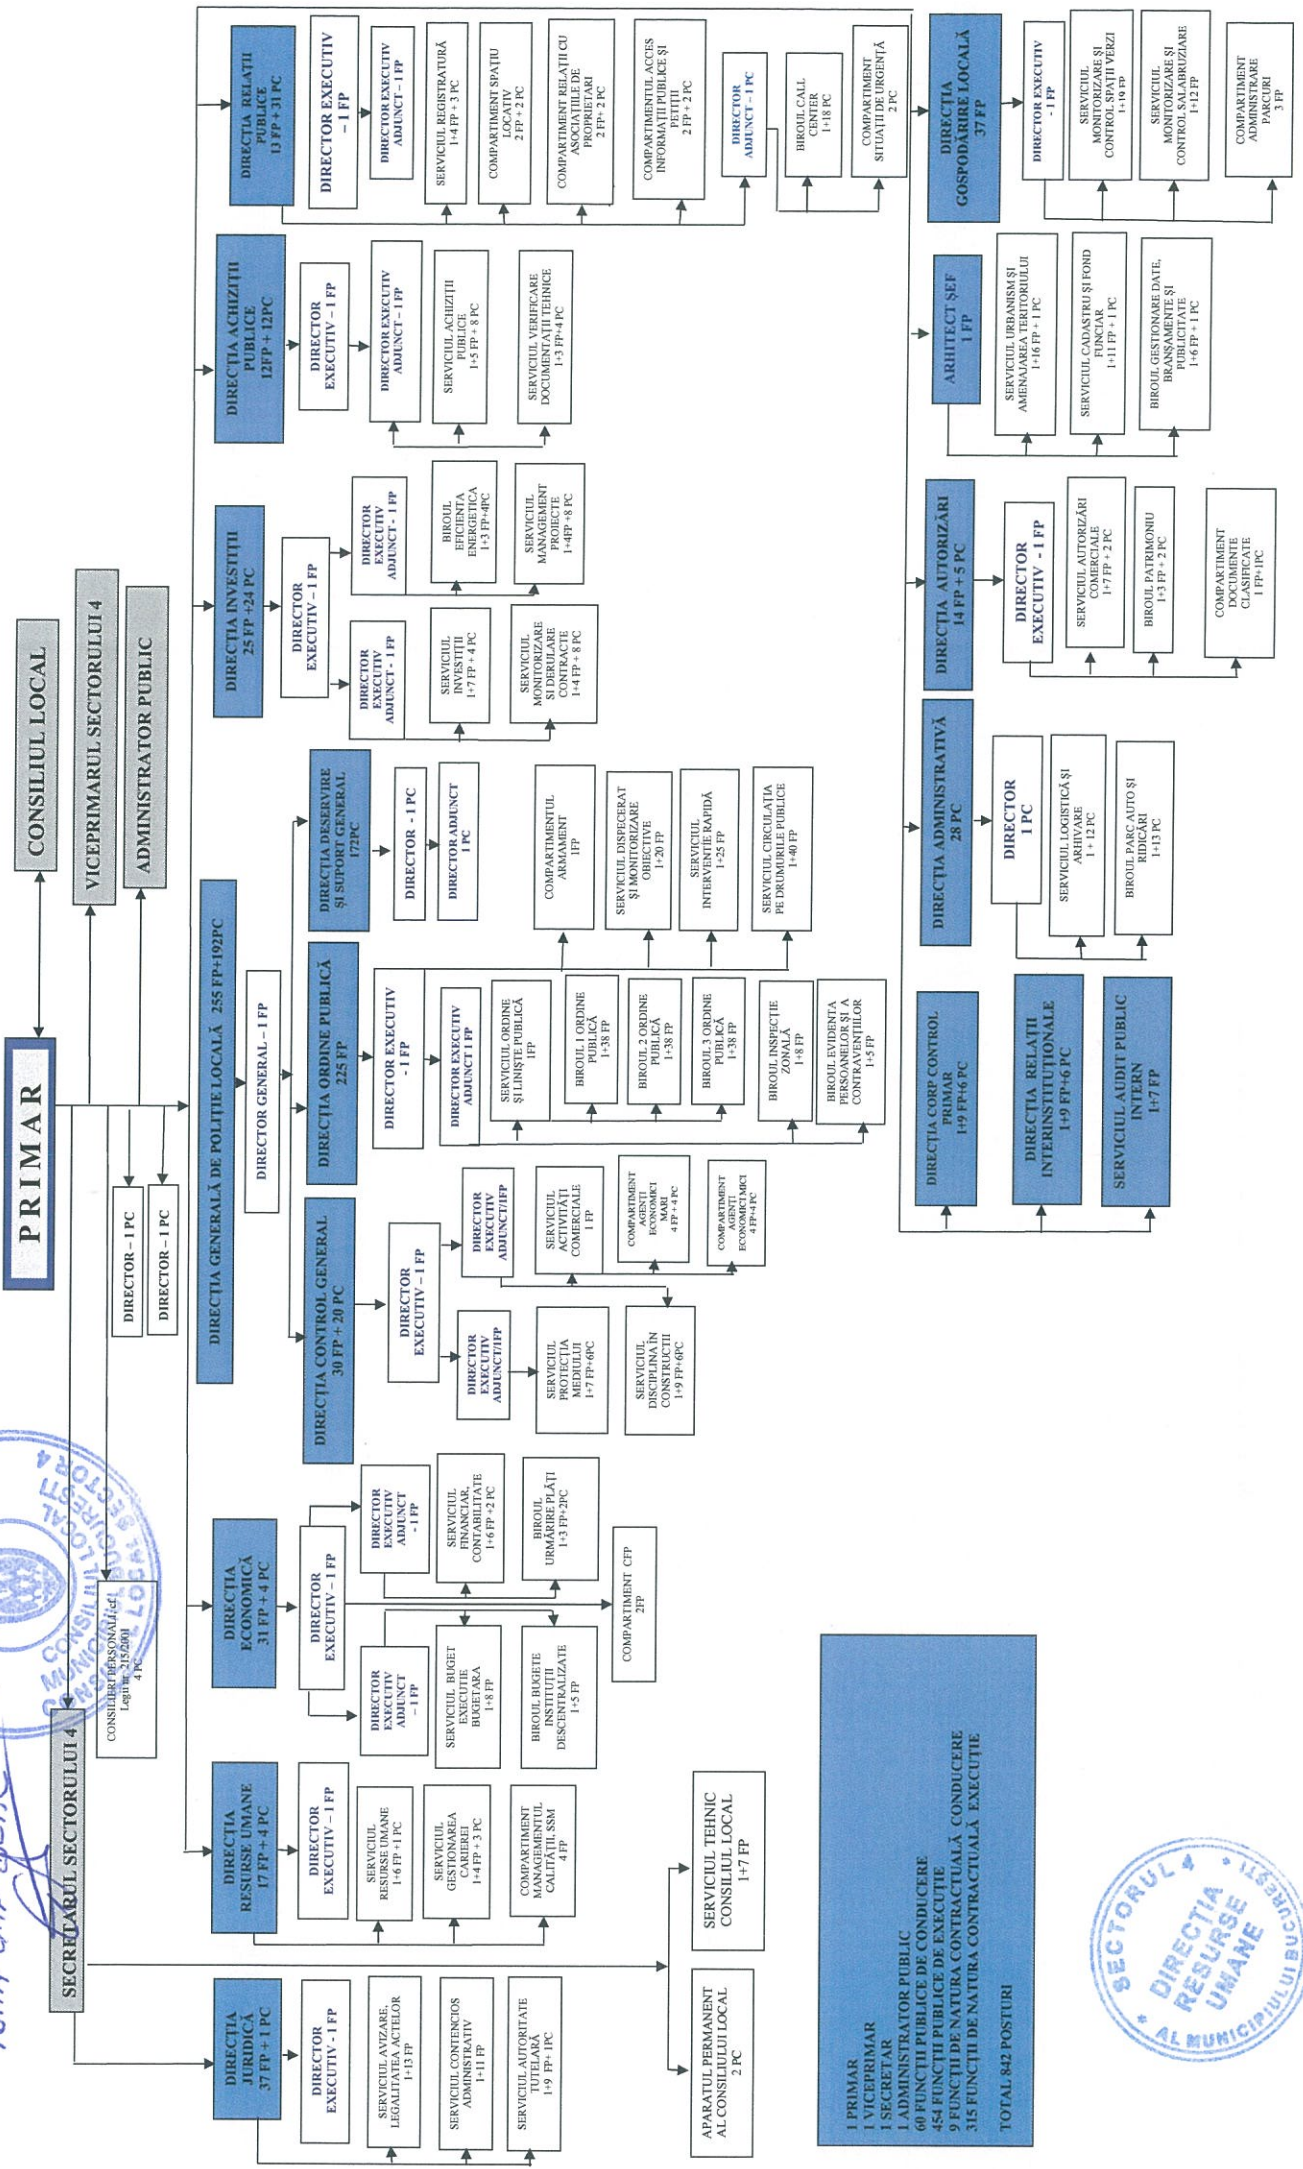 PRIMAR
CONSILIUL LOCAL
VICEPRIMARUL SECTORULUI 4
ADMINISTRATOR PUBLIC
SECRETARUL SECTORULUI 4
CONSILIERI PERSONALI, cf.
Legii nr. 215/2001
4 PC
DIRECTOR – 1 PC
DIRECTOR – 1 PC
DIRECȚIA
JURIDICĂ
37 FP + 1 PC
DIRECTOR
EXECUTIV - 1 FP
SERVICIUL AVIZARE,
LEGALITATEA ACTELOR
1+13 FP
SERVICIUL CONTENCIOS
ADMINISTRATIV
1+11 FP
SERVICIUL AUTORITATE
TUTELARĂ
1+9 FP+ 1PC
APARATUL PERMANENT
AL CONSILIULUI LOCAL
2 PC
SERVICIUL TEHNIC
CONSILIUL LOCAL
1+7 FP
DIRECȚIA
RESURSE UMANE
17 FP + 4 PC
DIRECTOR
EXECUTIV – 1 FP
SERVICIUL
RESURSE UMANE
1+6 FP +1 PC
SERVICIUL
GESTIONAREA
CARIEREI
1+4 FP + 3 PC
COMPARTIMENT
MANAGEMENTUL
CALITĂȚII, SSM
4 FP
DIRECȚIA
ECONOMICĂ
31 FP + 4 PC
DIRECTOR
EXECUTIV – 1 FP
DIRECTOR
EXECUTIV
ADJUNCT
– 1 FP
SERVICIUL BUGET
EXECUTIE
BUGETARA
1+8 FP
BIROUL BUGETE
INSTITUȚII
DESCENTRALIZATE
1+5 FP
DIRECTOR
EXECUTIV
ADJUNCT
- 1 FP
SERVICIUL
FINANCIAR,
CONTABILITATE
1+6 FP +2 PC
BIROUL
URMĂRIRE PLĂȚI
1+3 FP+2PC
COMPARTIMENT CFP
2FP
DIRECȚIA GENERALĂ DE POLIȚIE LOCALĂ 255 FP+192PC
DIRECTOR GENERAL – 1 FP
DIRECȚIA CONTROL GENERAL
30 FP + 20 PC
DIRECTOR
EXECUTIV – 1 FP
DIRECTOR
EXECUTIV
ADJUNCT/1FP
SERVICIUL
PROTECȚIA
MEDIULUI
1+7 FP+6PC
SERVICIUL
DISCIPLINA ÎN
CONSTRUCTII
1+9 FP+6PC
DIRECTOR
EXECUTIV
ADJUNCT/1FP
SERVICIUL
ACTIVITĂȚI
COMERCIALE
1 FP
COMPARTIMENT
AGENȚI
ECONOMICI
MARI
4 FP + 4 PC
COMPARTIMENT
AGENȚI
ECONOMICI MICI
4 FP+4 PC
DIRECȚIA ORDINE PUBLICĂ
225 FP
DIRECTOR EXECUTIV
- 1 FP
DIRECTOR EXECUTIV
ADJUNCT 1 FP
SERVICIUL ORDINE
ȘI LINIȘTE PUBLICĂ
1FP
BIROUL 1 ORDINE
PUBLICĂ
1+38 FP
BIROUL 2 ORDINE
PUBLICĂ
1+38 FP
BIROUL 3 ORDINE
PUBLICĂ
1+38 FP
BIROUL INSPECȚIE
ZONALĂ
1+8 FP
BIROUL EVIDENTA
PERSOANELOR ȘI A
CONTRAVENȚIILOR
1+5 FP
COMPARTIMENTUL
ARMAMENT
1FP
SERVICIUL DISPECERAT
ȘI MONITORIZARE
OBIECTIVE
1+20 FP
SERVICIUL
INTERVENTIE RAPIDĂ
1+25 FP
SERVICIUL CIRCULAȚIA
PE DRUMURILE PUBLICE
1+40 FP
DIRECȚIA DESERVIRE
ȘI SUPORT GENERAL
172PC
DIRECTOR - 1 PC
DIRECTOR ADJUNCT
1 PC
DIRECȚIA INVESTIȚII
25 FP +24 PC
DIRECTOR
EXECUTIV – 1 FP
DIRECTOR
EXECUTIV
ADJUNCT - 1 FP
SERVICIUL
INVESTIȚII
1+7 FP + 4 PC
SERVICIUL
MONITORIZARE
SI DERULARE
CONTRACTE
1+4 FP + 8 PC
DIRECTOR
EXECUTIV
ADJUNCT - 1 FP
BIROUL
EFICIENTA
ENERGETICA
1+3 FP+4PC
SERVICIUL
MANAGEMENT
PROIECTE
1+4FP +8 PC
DIRECȚIA ACHIZIȚII
PUBLICE
12FP + 12PC
DIRECTOR
EXECUTIV – 1 FP
DIRECTOR EXECUTIV
ADJUNCT – 1 FP
SERVICIUL ACHIZIȚII
PUBLICE
1+5 FP + 8 PC
SERVICIUL VERIFICARE
DOCUMENTAȚII TEHNICE
1+3 FP+4 PC
DIRECȚIA RELAȚII
PUBLICE
13 FP + 31 PC
DIRECTOR EXECUTIV
– 1 FP
DIRECTOR EXECUTIV
ADJUNCT – 1 FP
SERVICIUL REGISTRATURĂ
1+4 FP + 3 PC
COMPARTIMENT SPAȚIU
LOCATIV
2 FP + 2 PC
COMPARTIMENT RELAȚII CU
ASOCIAȚIILE DE
PROPRIETARI
2 FP+ 2 PC
COMPARTIMENTUL ACCES
INFORMAȚII PUBLICE ȘI
PETIȚII
2 FP + 2 PC
DIRECTOR
ADJUNCT – 1 PC
BIROUL CALL
CENTER
1+18 PC
COMPARTIMENT
SITUAȚII DE URGENȚĂ
2 PC
DIRECȚIA CORP CONTROL
PRIMAR
1+9 FP+6 PC
DIRECȚIA RELAȚII
INTERINSTITUȚIONALE
1+9 FP+6 PC
SERVICIUL AUDIT PUBLIC
INTERN
1+7 FP
DIRECȚIA ADMINISTRATIVĂ
28 PC
DIRECTOR
1 PC
SERVICIUL LOGISTICĂ ȘI
ARHIVARE
1 + 12 PC
BIROUL PARC AUTO ȘI
RIDICĂRI
1+13 PC
DIRECȚIA AUTORIZĂRI
14 FP + 5 PC
DIRECTOR
EXECUTIV - 1 FP
SERVICIUL AUTORIZĂRI
COMERCIALE
1+7 FP + 2 PC
BIROUL PATRIMONIU
1+3 FP + 2 PC
COMPARTIMENT
DOCUMENTE
CLASIFICATE
1 FP+1PC
ARHITECT ȘEF
1 FP
SERVICIUL URBANISM ȘI
AMENAJAREA TERITORIULUI
1+16 FP + 1 PC
SERVICIUL CADASTRU ȘI FOND
FUNCIAR
1+11 FP + 1 PC
BIROUL GESTIONARE DATE,
BRANȘAMENTE ȘI
PUBLICITATE
1+6 FP + 1 PC
DIRECȚIA
GOSPODĂRIRE LOCALĂ
37 FP
DIRECTOR EXECUTIV
- 1 FP
SERVICIUL
MONITORIZARE ȘI
CONTROL SPAȚII VERZI
1+19 FP
SERVICIUL
MONITORIZARE ȘI
CONTROL SALABRUZIARE
1+12 FP
COMPARTIMENT
ADMINISTRARE
PARCURI
3 FP
1 PRIMAR
1 VICEPRIMAR
1 SECRETAR
1 ADMINISTRATOR PUBLIC
60 FUNCȚII PUBLICE DE CONDUCERE
454 FUNCȚII PUBLICE DE EXECUȚIE
9 FUNCȚII DE NATURA CONTRACTUALĂ CONDUCERE
315 FUNCȚII DE NATURA CONTRACTUALĂ EXECUȚIE
TOTAL 842 POSTURI
SECTORUL 4
AL MUNICIPIULUI BUCUREȘTI
DIRECȚIA
RESURSE
UMANE
CONSILIUL LOCAL SECTOR 4
MUNICIPIUL BUCUREȘTI
CONSILIUL LOCAL